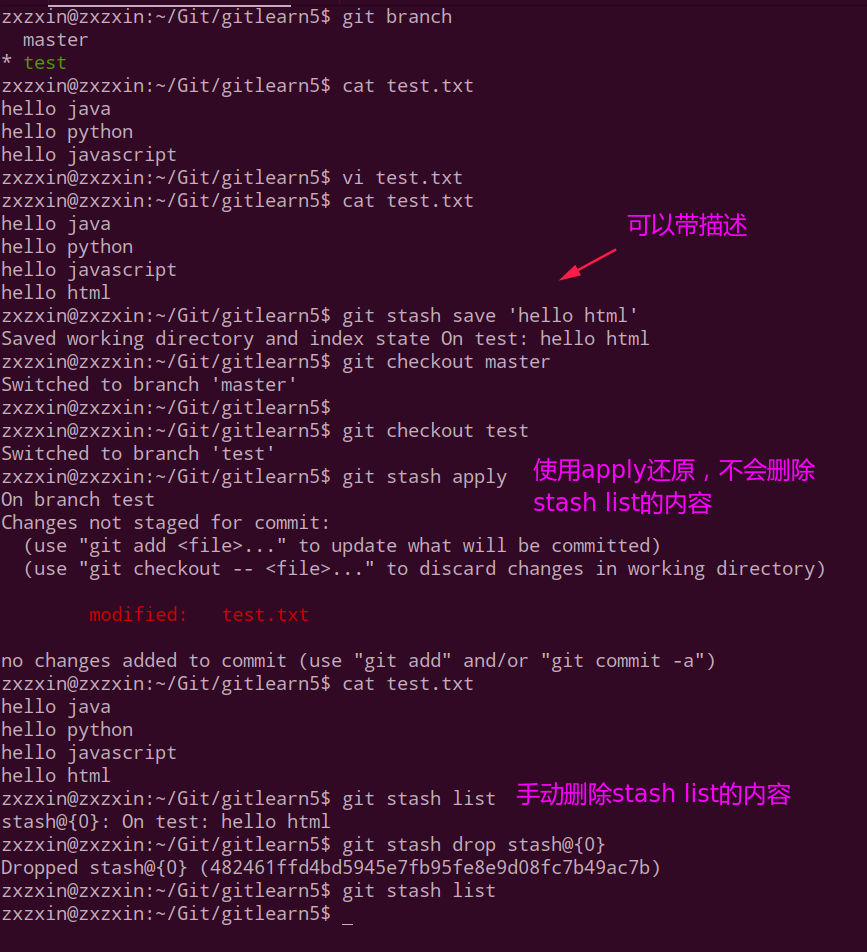 zxzxin@zxzxin:~/Git/gitlearn5$ git branch
  master
* test
zxzxin@zxzxin:~/Git/gitlearn5$ cat test.txt
hello java
hello python
hello javascript
zxzxin@zxzxin:~/Git/gitlearn5$ vi test.txt
zxzxin@zxzxin:~/Git/gitlearn5$ cat test.txt
hello java
可以带描述
hello python
hello javascript
hello html
zxzxin@zxzxin:~/Git/gitlearn5$ git stash save 'hello html'
Saved working directory and index state On test: hello html
zxzxin@zxzxin:~/Git/gitlearn5$ git checkout master
Switched to branch 'master'
zxzxin@zxzxin:~/Git/gitlearn5$
zxzxin@zxzxin:~/Git/gitlearn5$ git checkout test
Switched to branch 'test'
zxzxin@zxzxin:~/Git/gitlearn5$ git stash apply
使用apply还原，不会删除
stash list的内容
On branch test
Changes not staged for commit:
  (use "git add <file>..." to update what will be committed)
  (use "git checkout -- <file>..." to discard changes in working directory)
        modified:   test.txt
no changes added to commit (use "git add" and/or "git commit -a")
zxzxin@zxzxin:~/Git/gitlearn5$ cat test.txt
hello java
hello python
hello javascript
hello html
zxzxin@zxzxin:~/Git/gitlearn5$ git stash list
手动删除stash list的内容
stash@{0}: On test: hello html
zxzxin@zxzxin:~/Git/gitlearn5$ git stash drop stash@{0}
Dropped stash@{0} (482461ffd4bd5945e7fb95fe8e9d08fc7b49ac7b)
zxzxin@zxzxin:~/Git/gitlearn5$ git stash list
zxzxin@zxzxin:~/Git/gitlearn5$ _